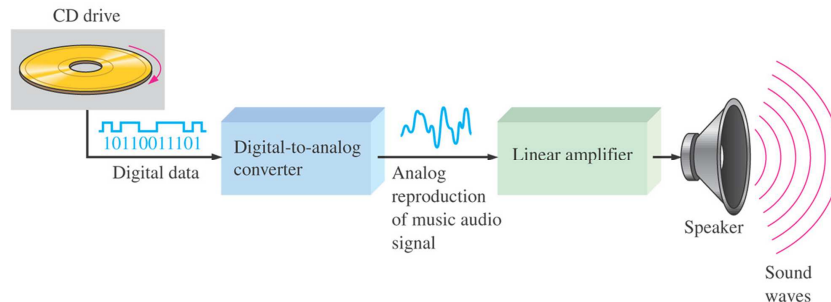 CD drive
10110011101
Digital data
Digital-to-analog
converter
Analog
reproduction
of music audio
signal
Linear amplifier
Speaker
Sound
waves